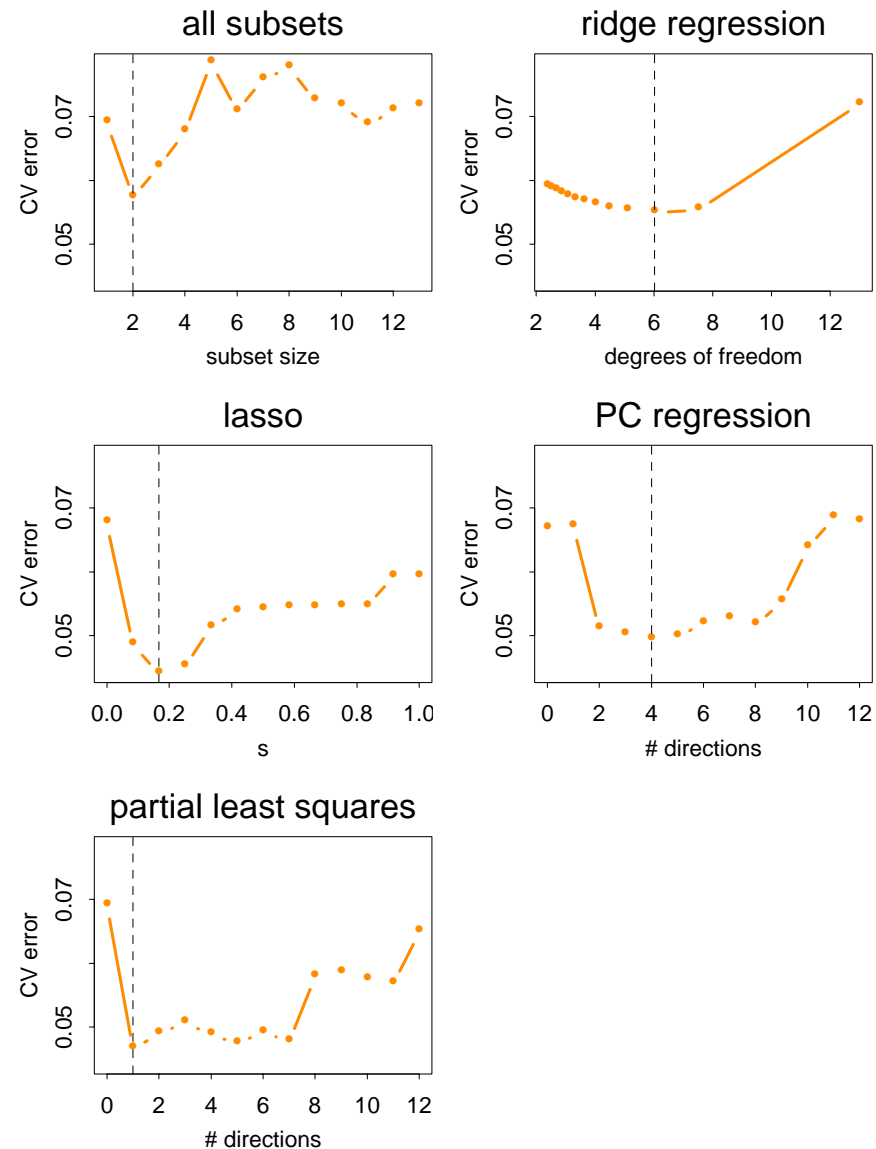 all subsets
CV error
0.07
0.05
2 4 6 8 10 12
subset size
ridge regression
CV error
0.07
0.05
2 4 6 8 10 12
degrees of freedom
lasso
CV error
0.07
0.05
0.0 0.2 0.4 0.6 0.8 1.0
s
PC regression
CV error
0.07
0.05
0 2 4 6 8 10 12
# directions
partial least squares
CV error
0.07
0.05
0 2 4 6 8 10 12
# directions